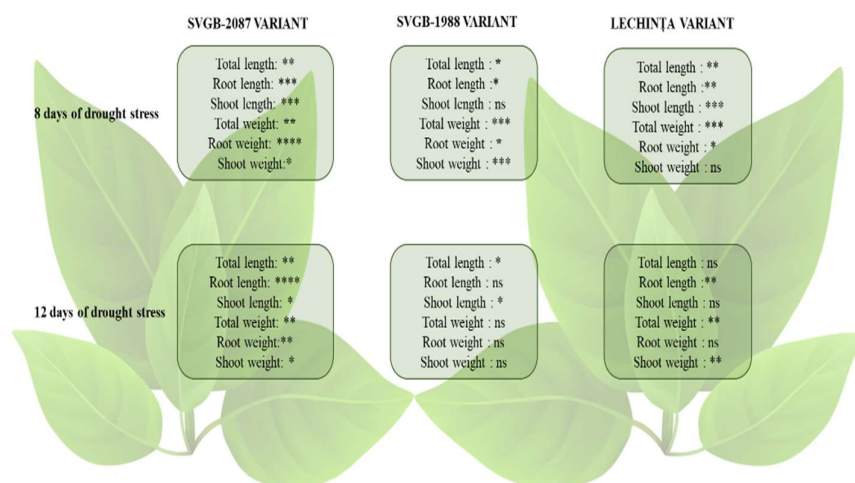 SVGB-2087 VARIANT
SVGB-1988 VARIANT
LECHINȚA VARIANT
8 days of drought stress
Total length: **
Root length: ***
Shoot length: ***
Total weight: **
Root weight: ****
Shoot weight:*
Total length : *
Root length :*
Shoot length : ns
Total weight : ***
Root weight : *
Shoot weight : ***
Total length : **
Root length :**
Shoot length : ***
Total weight : ***
Root weight : *
Shoot weight : ns
12 days of drought stress
Total length: **
Root length: ****
Shoot length: *
Total weight: **
Root weight:**
Shoot weight: *
Total length : *
Root length : ns
Shoot length : *
Total weight : ns
Root weight : ns
Shoot weight : ns
Total length : ns
Root length :**
Shoot length : ns
Total weight : **
Root weight : ns
Shoot weight : **